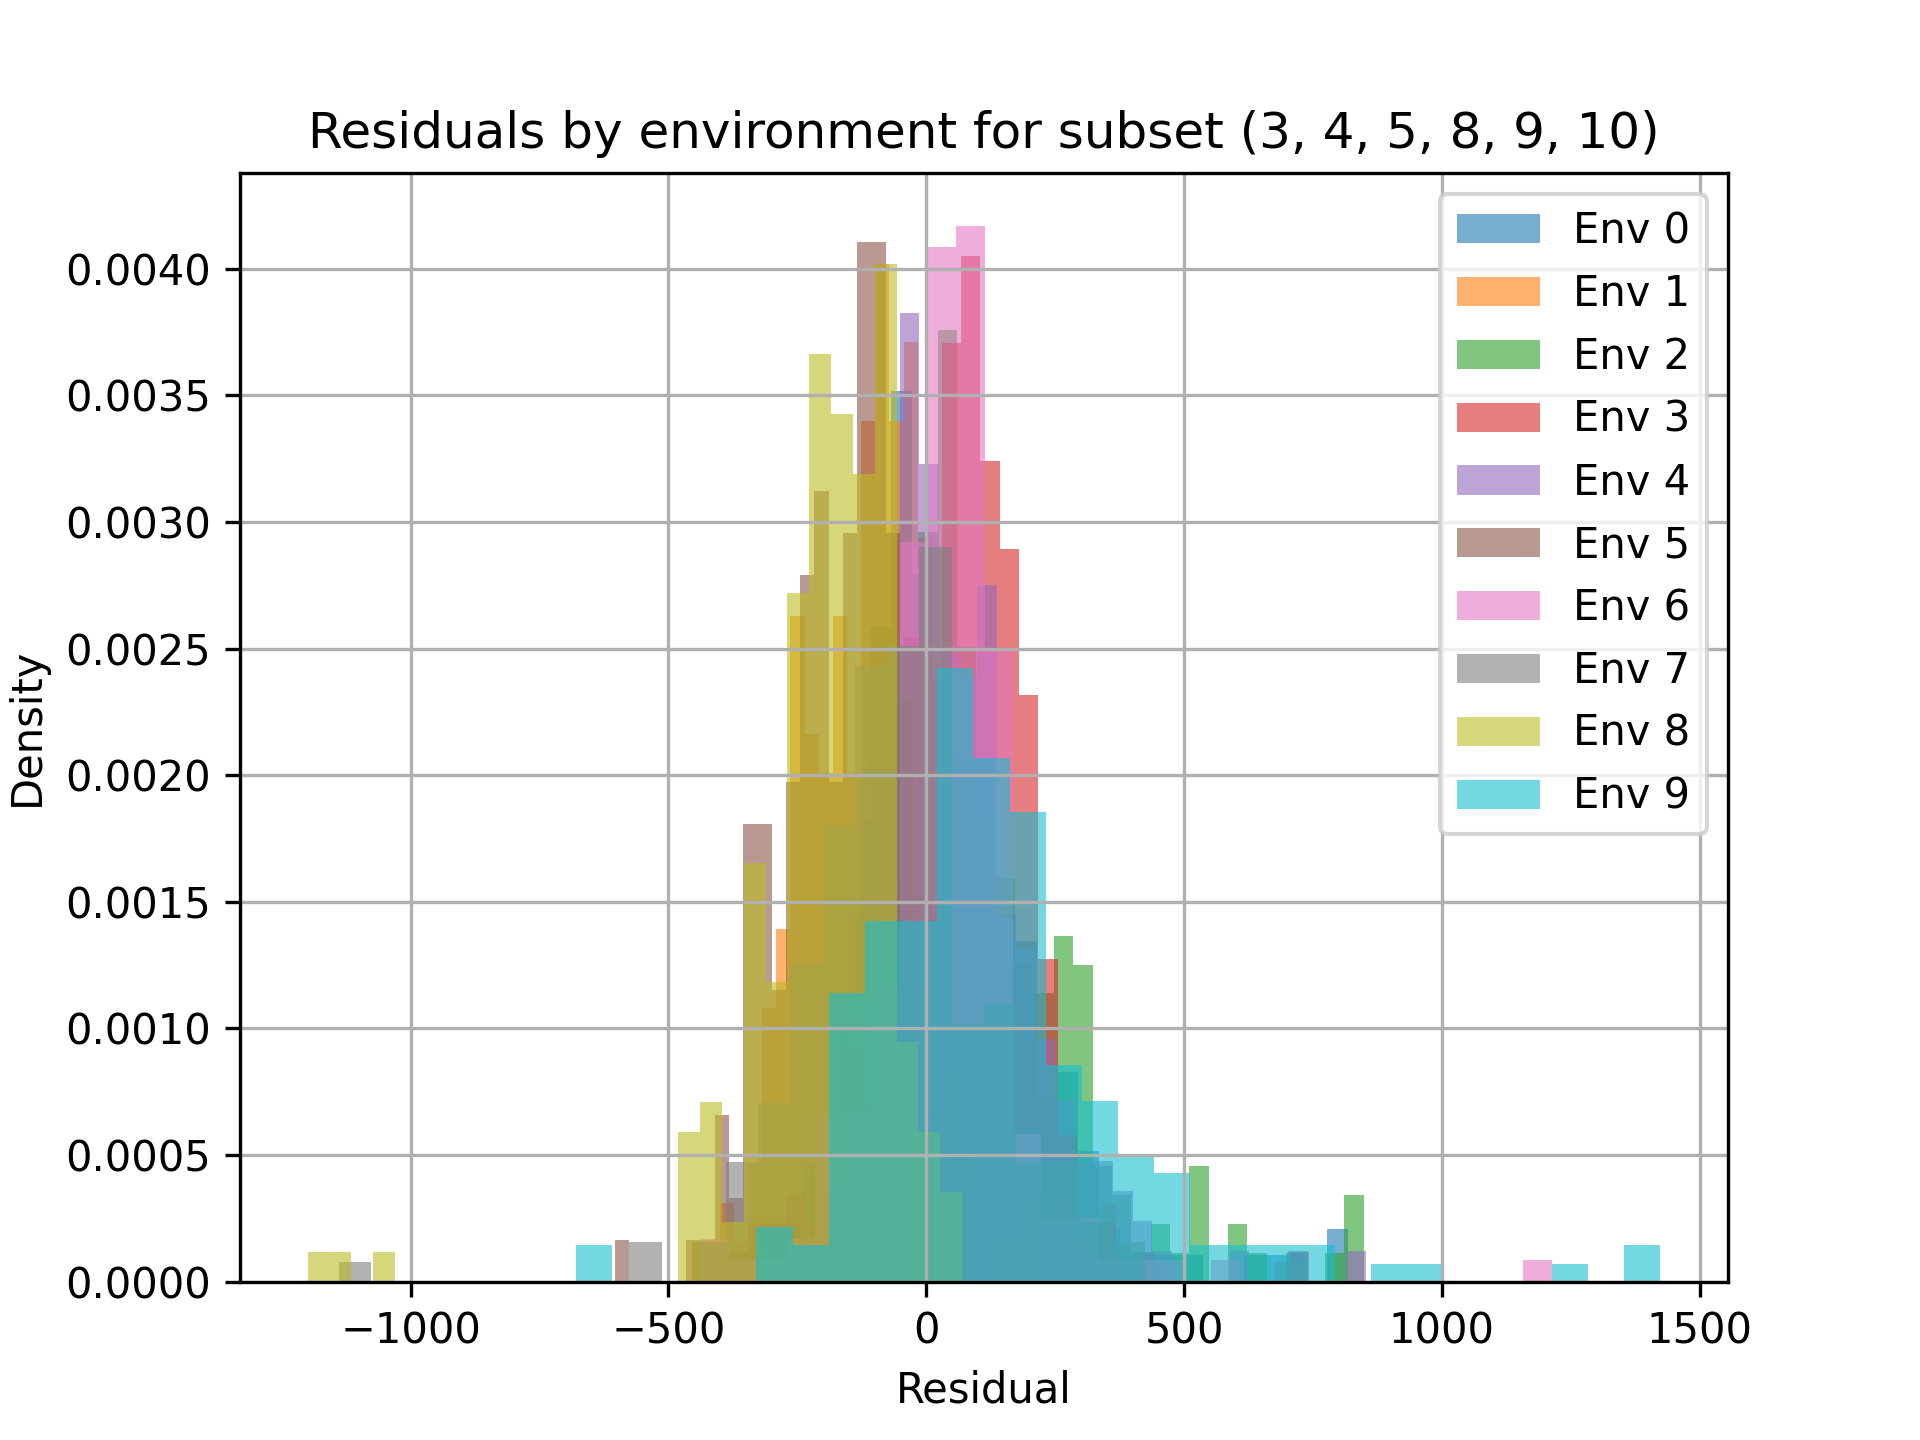 Residuals by environment for subset (3, 4, 5, 8, 9, 10)
Env 0
Env 1
Env 2
Env 3
Env 4
Env 5
Env 6
Env 7
Env 8
Env 9
Density
0.0040
0.0035
0.0030
0.0025
0.0020
0.0015
0.0010
0.0005
0.0000
−1000 −500 0 500 1000 1500
Residual